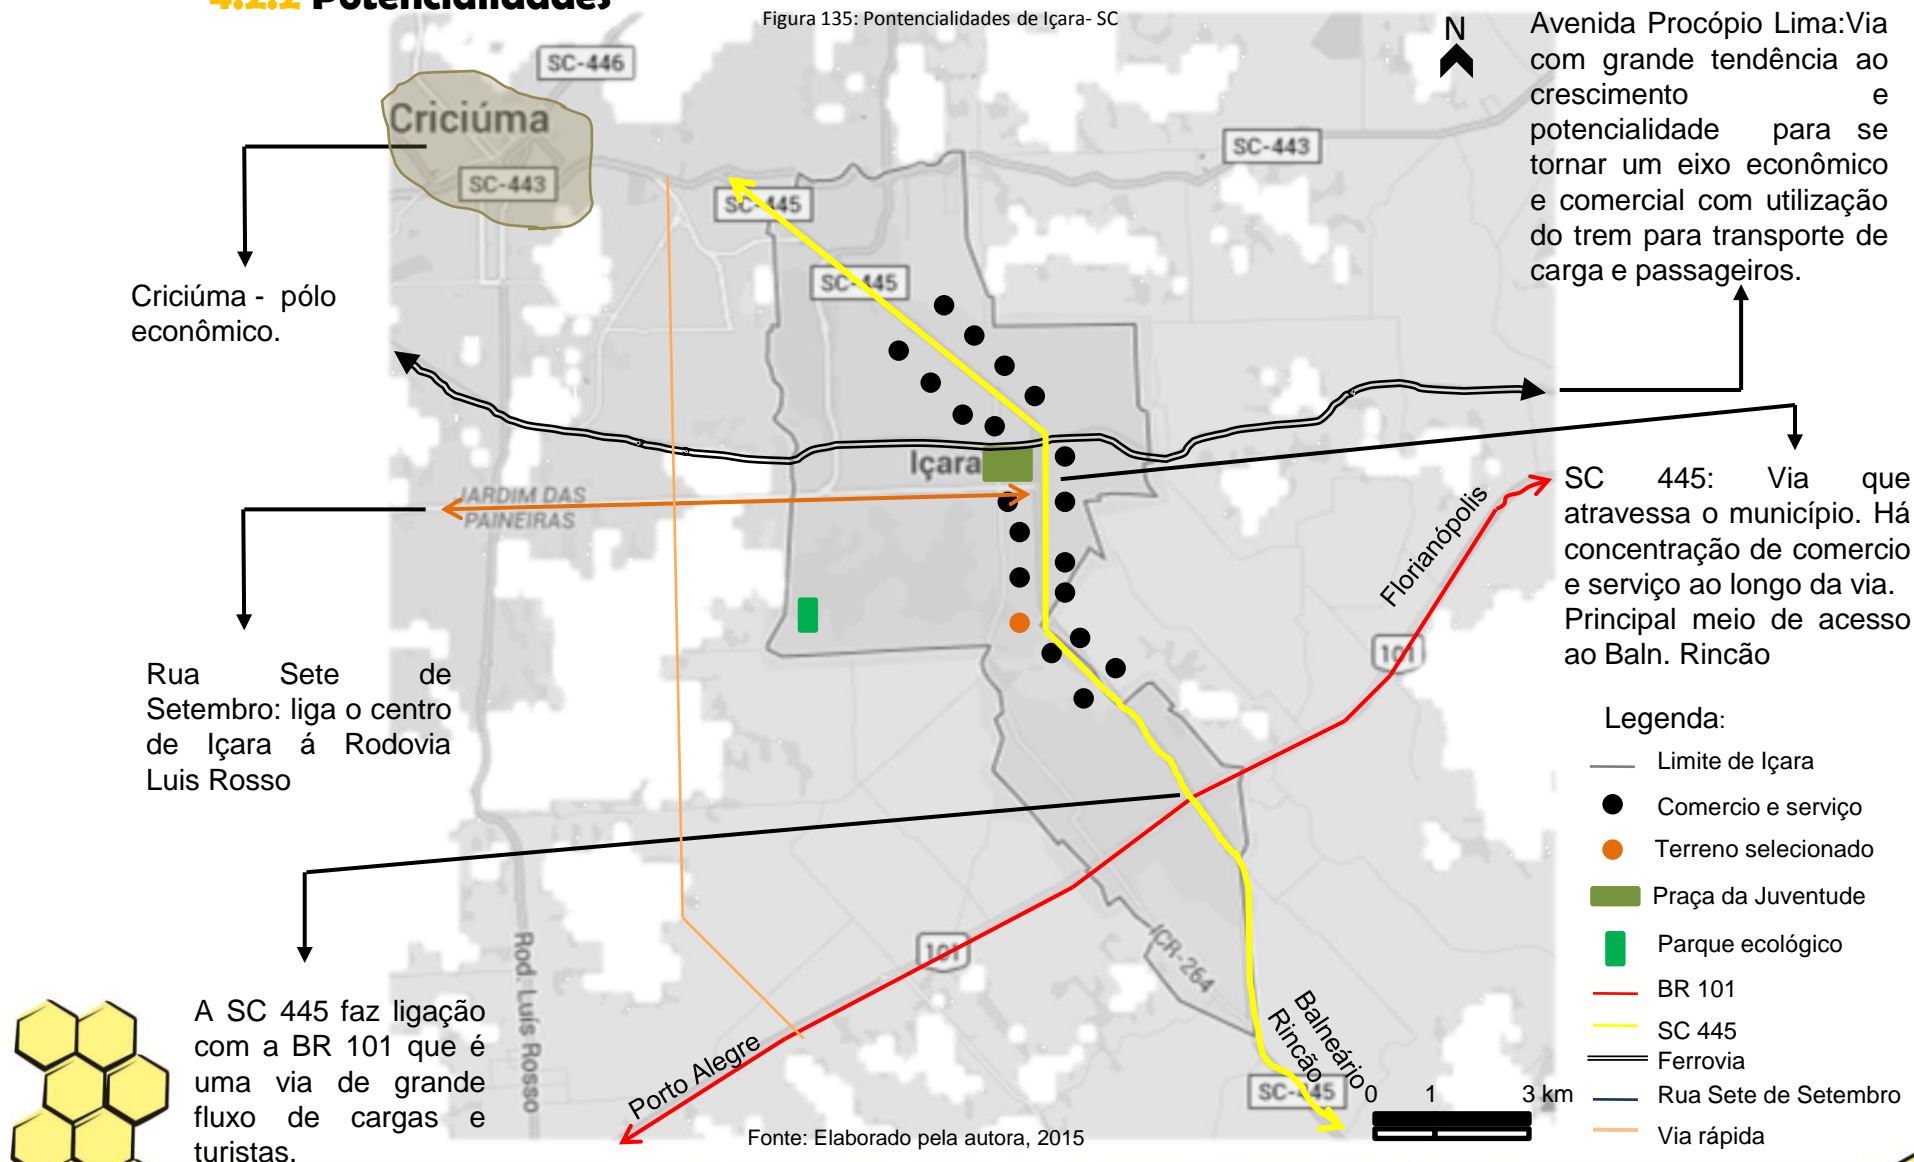 4.2.2 Potencialidades
Figura 135: Pontencialidades de Içara- SC
N
Avenida Procópio Lima:Via
com grande tendência ao
crescimento e
potencialidade para se
tornar um eixo econômico
e comercial com utilização
do trem para transporte de
carga e passageiros.
SC-446
Criciúma
SC-443
SC-443
SC-445
SC-445
Criciúma - pólo
econômico.
Içara
JARDIM DAS
PAINEIRAS
Florianópolis
SC 445: Via que
atravessa o município. Há
concentração de comercio
e serviço ao longo da via.
Principal meio de acesso
ao Baln. Rincão
101
Rua Sete de
Setembro: liga o centro
de Içara á Rodovia
Luis Rosso
Legenda:
Limite de Içara
Comercio e serviço
Terreno selecionado
Praça da Juventude
Parque ecológico
BR 101
SC 445
Ferrovia
Rua Sete de Setembro
Via rápida
101
ICR-264
Rod. Luís Rosso
A SC 445 faz ligação
com a BR 101 que é
uma via de grande
fluxo de cargas e
turistas.
Porto Alegre
Balneário
Rincão
SC-445
0 1 3 km
Fonte: Elaborado pela autora, 2015